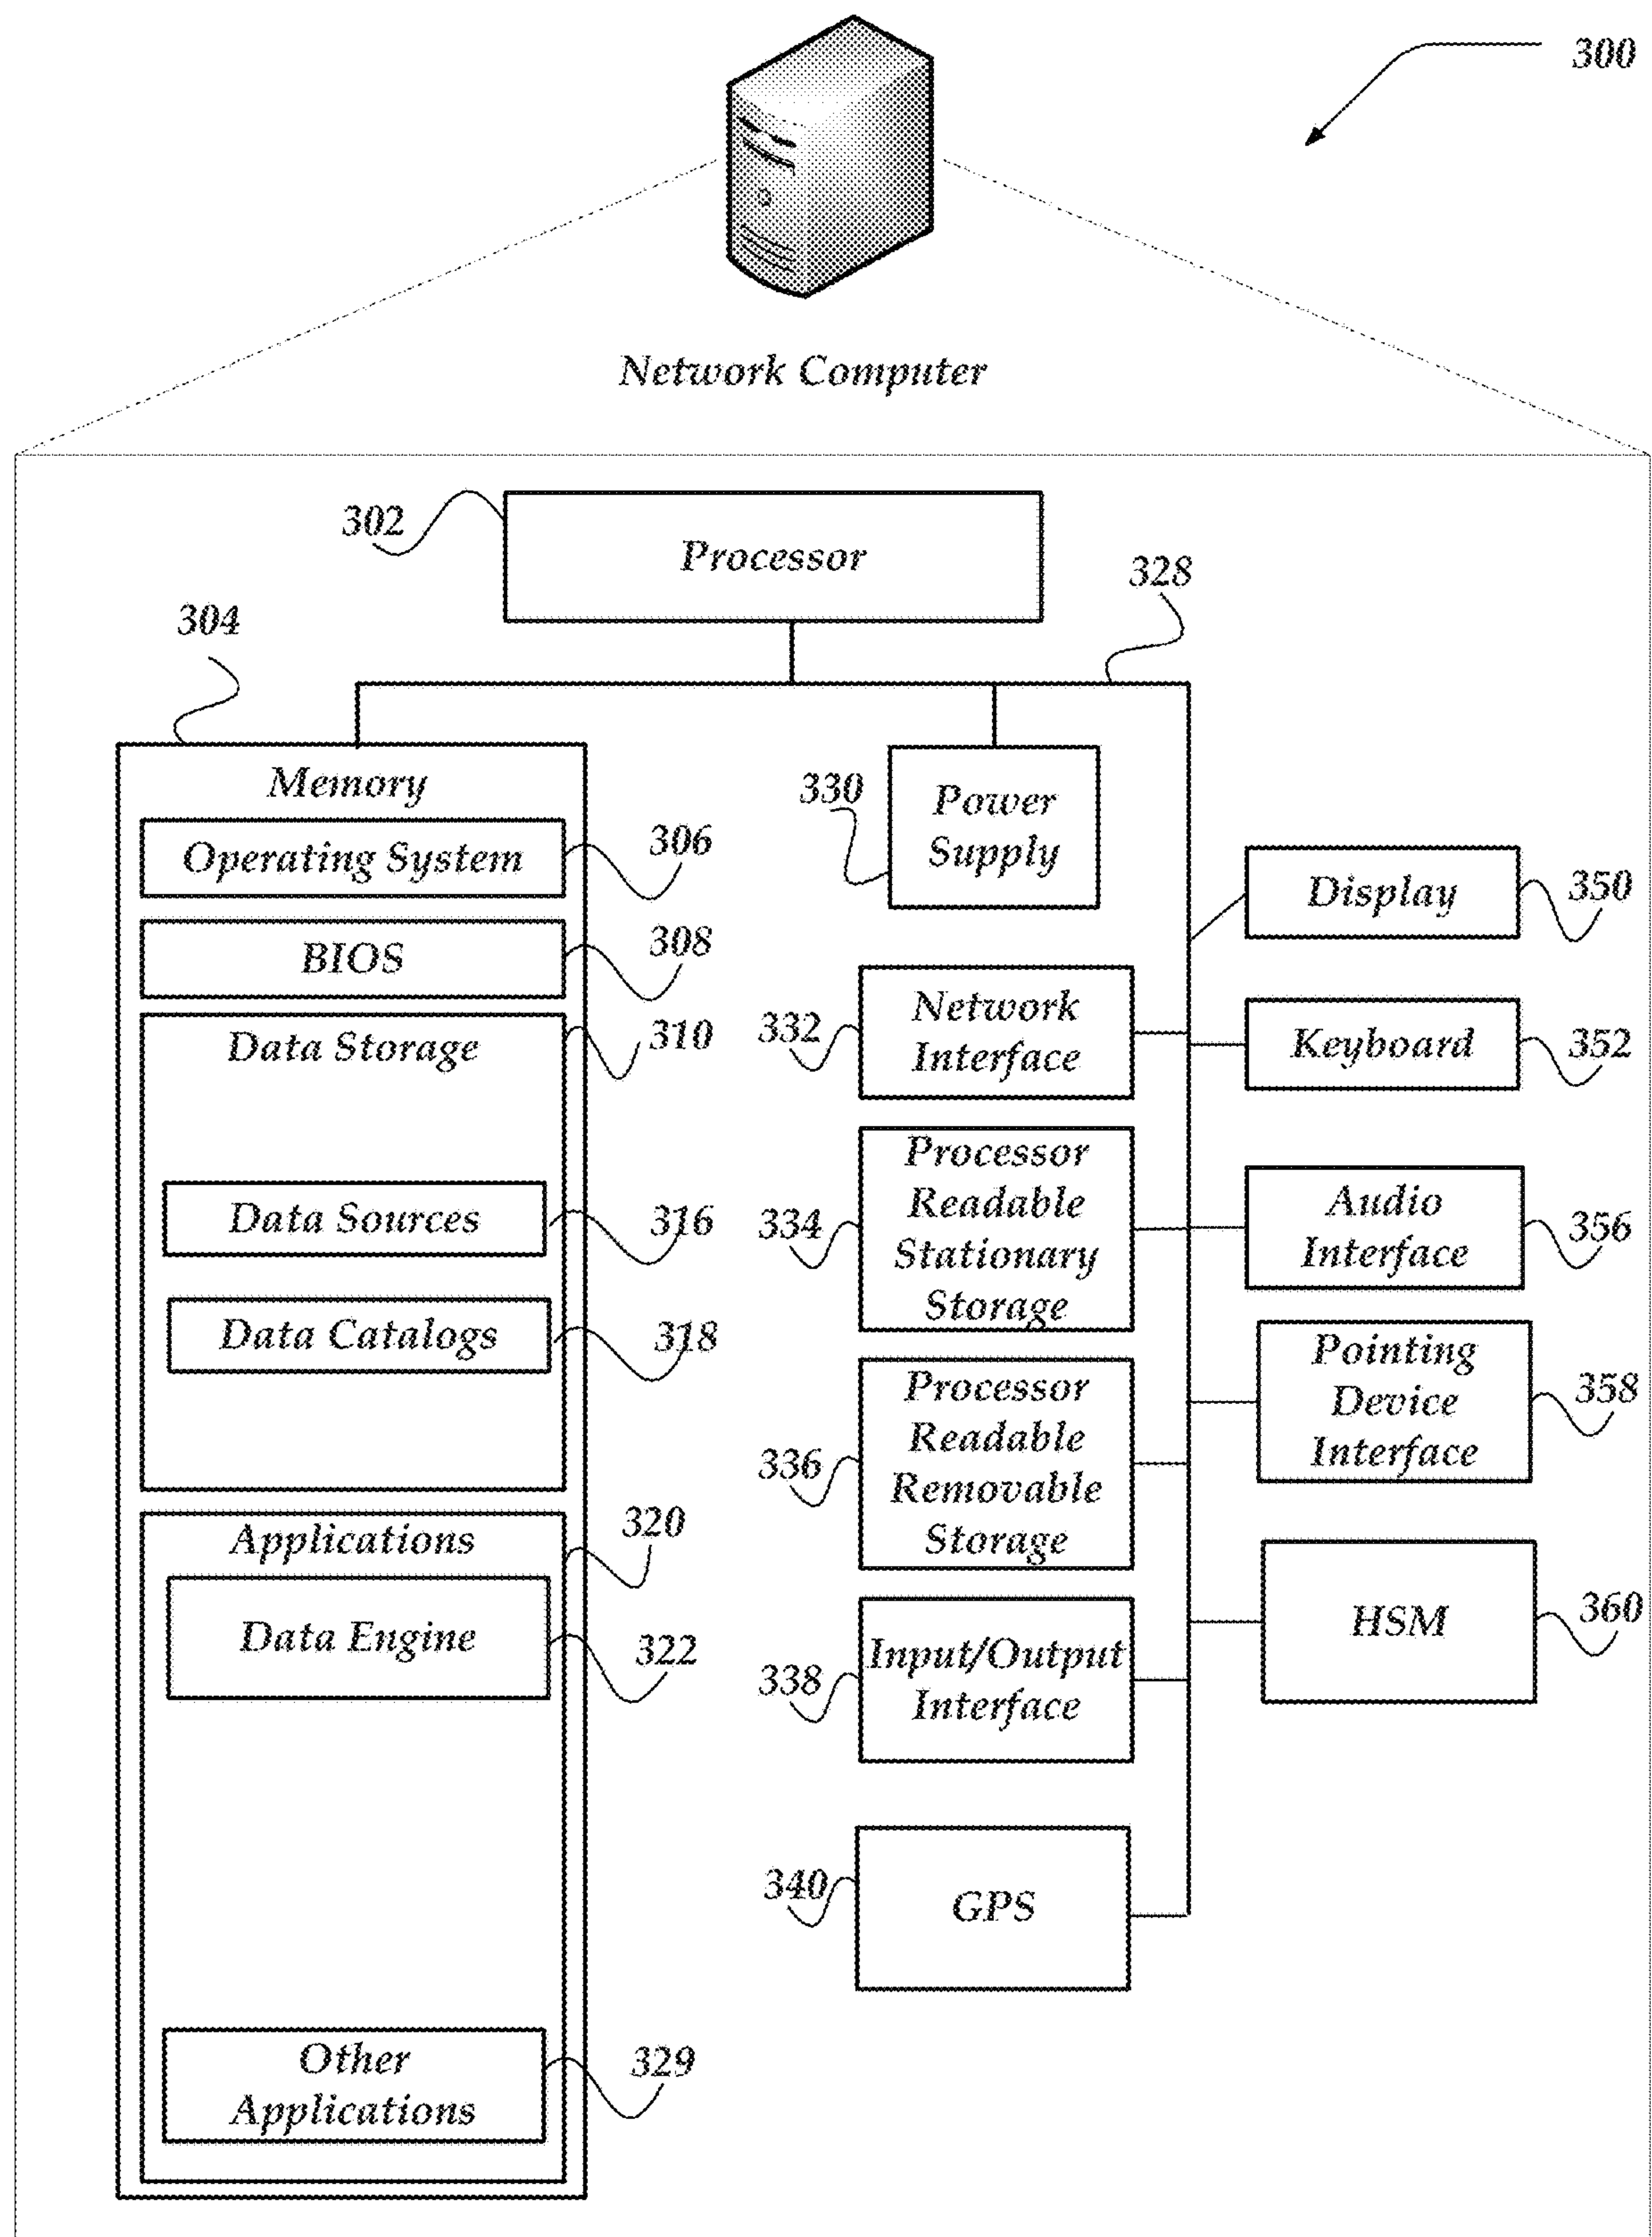 300
Network Computer
302
Processor
328
304
Memory
Operating System
306
BIOS
308
Data Storage
310
Data Sources
316
Data Catalogs
318
Applications
320
Data Engine
322
Other
Applications
329
330
Power
Supply
332
Network
Interface
334
Processor
Readable
Stationary
Storage
336
Processor
Readable
Removable
Storage
338
Input/Output
Interface
340
GPS
Display
350
Keyboard
352
Audio
Interface
356
Pointing
Device
Interface
358
HSM
360